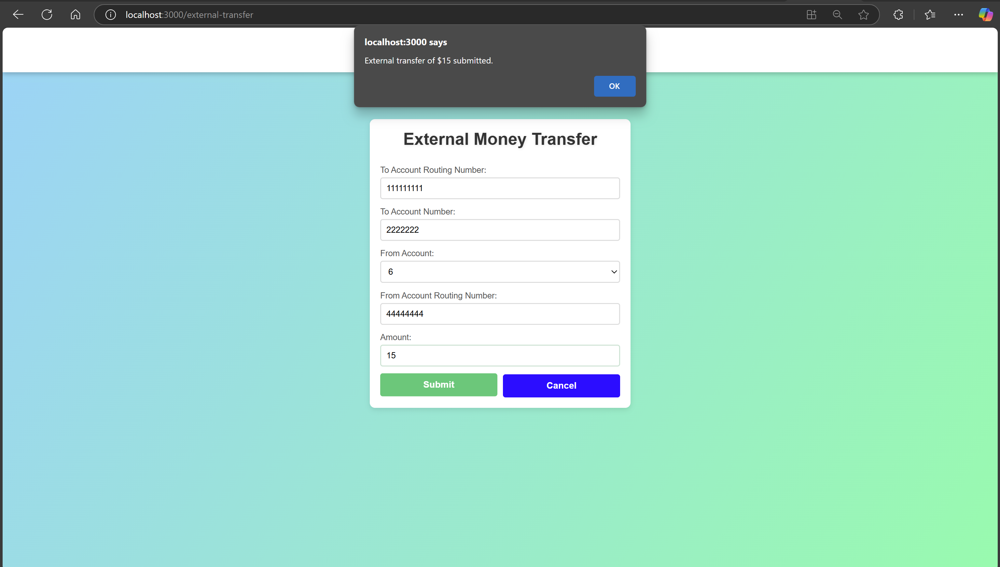 localhost:3000/external-transfer
localhost:3000 says
External transfer of $15 submitted.
OK
External Money Transfer
To Account Routing Number:
111111111
To Account Number:
2222222
From Account:
6
From Account Routing Number:
44444444
Amount:
15
Submit
Cancel